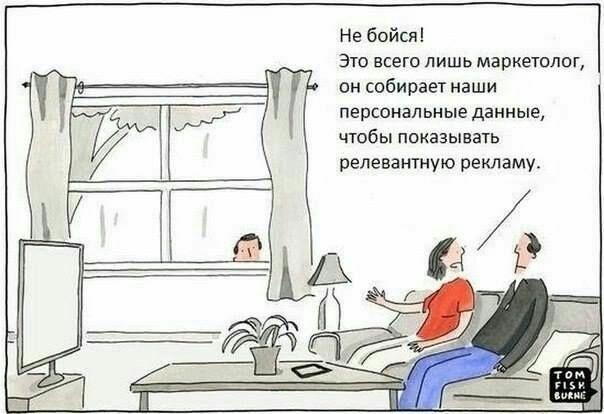 Не бойся!
Это всего лишь маркетолог,
он собирает наши
персональные данные,
чтобы показывать
релевантную рекламу.
TOM
FISH
BURNE